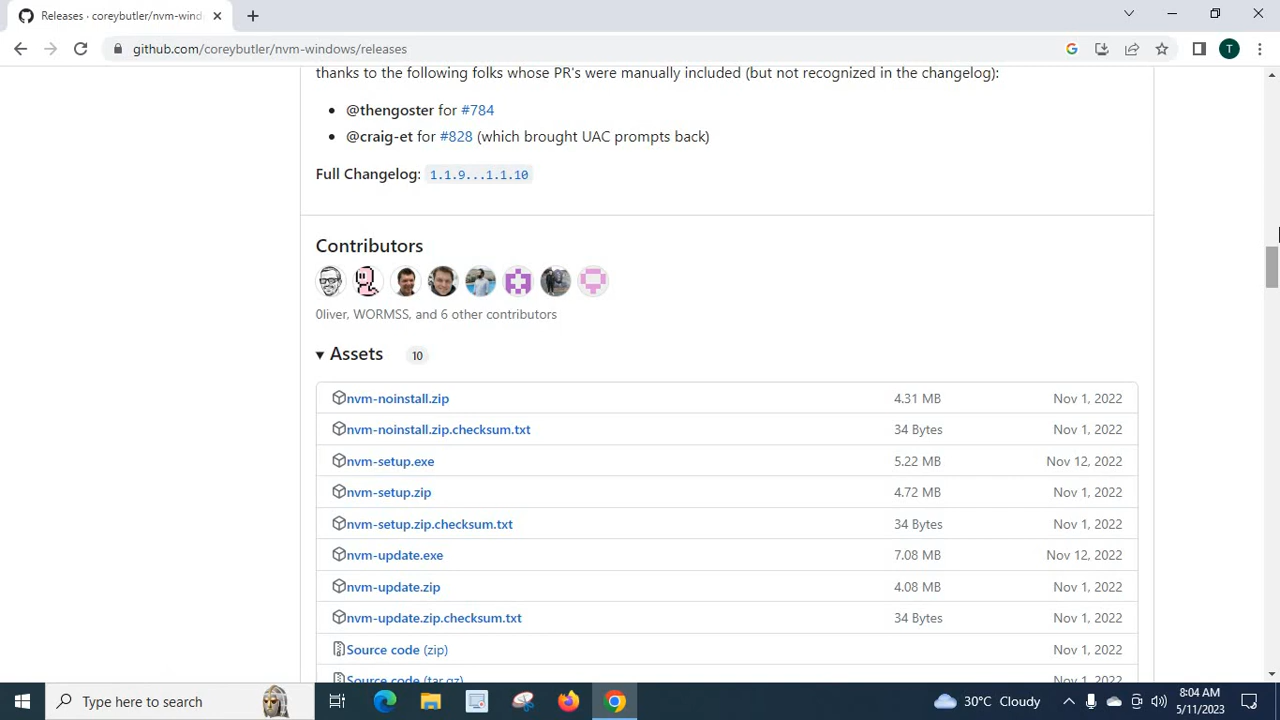 Releases · coreybutler/nvm-wind
github.com/coreybutler/nvm-windows/releases
T
thanks to the following folks whose PR's were manually included (but not recognized in the changelog):
• @thengoster for #784
• @craig-et for #828 (which brought UAC prompts back)
Full Changelog: 1.1.9...1.1.10
Contributors
0liver, WORMSS, and 6 other contributors
Assets 10
nvm-noinstall.zip 4.31 MB Nov 1, 2022
nvm-noinstall.zip.checksum.txt 34 Bytes Nov 1, 2022
nvm-setup.exe 5.22 MB Nov 12, 2022
nvm-setup.zip 4.72 MB Nov 1, 2022
nvm-setup.zip.checksum.txt 34 Bytes Nov 1, 2022
nvm-update.exe 7.08 MB Nov 12, 2022
nvm-update.zip 4.08 MB Nov 1, 2022
nvm-update.zip.checksum.txt 34 Bytes Nov 1, 2022
Source code (zip) Nov 1, 2022
Source code (tar.gz)
Type here to search
30°C Cloudy
8:04 AM
5/11/2023